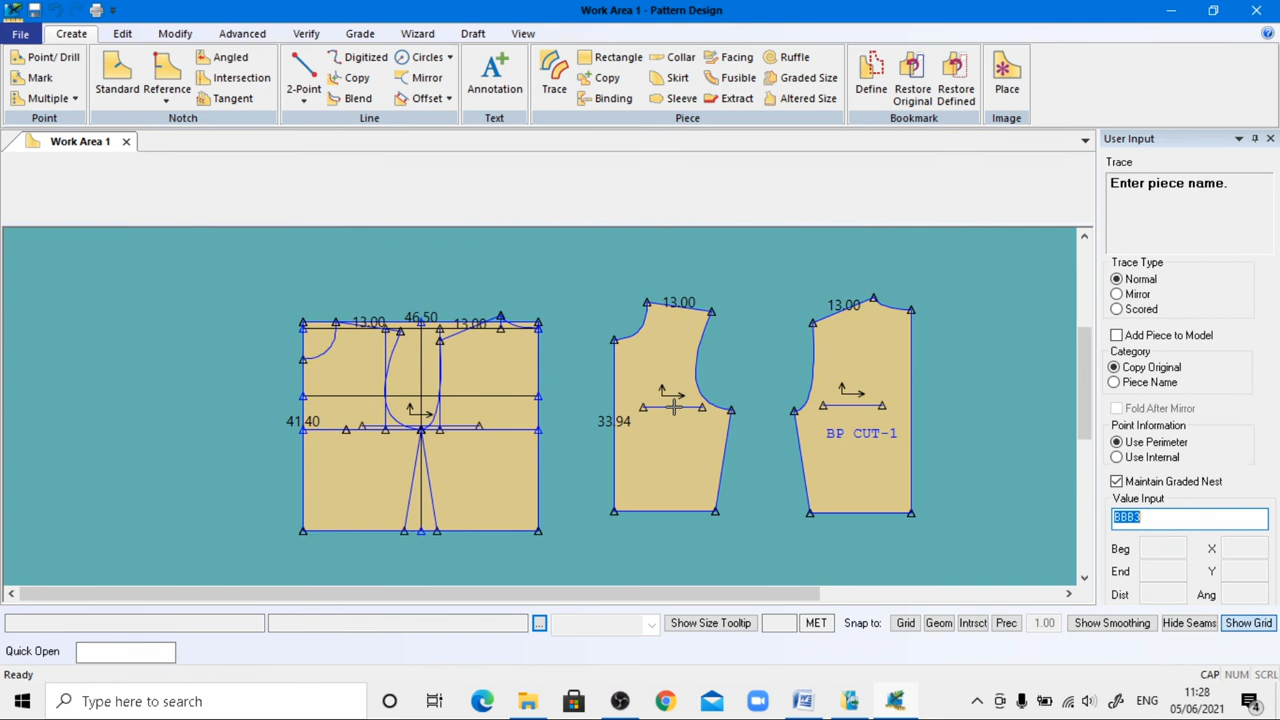 Work Area 1 - Pattern Design
File Create Edit Modify Advanced Verify Grade Wizard Draft View
Point/ Drill Angled Digitized Circles Rectangle Collar Facing Ruffle
Mark Intersection Copy Mirror Copy Skirt Fusible Graded Size
Multiple Tangent Blend Offset Binding Sleeve Extract Altered Size
Standard Reference 2-Point Annotation Trace Define Restore Original Restore Defined Place
Point Notch Line Text Piece Bookmark Image
Work Area 1
User Input
Trace
Enter piece name.
Trace Type
Normal
Mirror
Scored
Add Piece to Model
Category
Copy Original
Piece Name
Fold After Mirror
Point Information
Use Perimeter
Use Internal
Maintain Graded Nest
Value Input
BBB3
Beg X
End Y
Dist Ang
13.00 46.50 13.00
41.40
13.00
33.94
13.00
BP CUT-1
... Show Size Tooltip MET Snap to: Grid Geom Intrsct Prec 1.00 Show Smoothing Hide Seams Show Grid
Quick Open
Ready CAP NUM SCRL
Type here to search ENG 11:28
05/06/2021 4